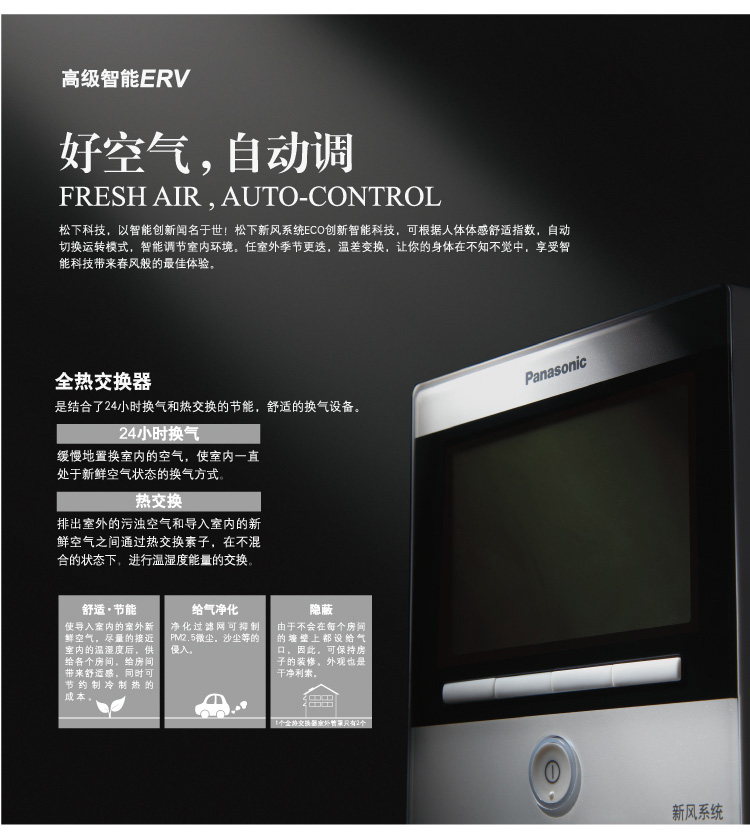 高级智能ERV
好空气，自动调
FRESH AIR , AUTO-CONTROL
松下科技，以智能创新闻名于世！松下新风系统ECO创新智能科技，可根据人体体感舒适指数，自动
切换运转模式，智能调节室内环境。任室外季节更迭，温差变换，让你的身体在不知不觉中，享受智
能科技带来春风般的最佳体验。
全热交换器
是结合了24小时换气和热交换的节能，舒适的换气设备。
24小时换气
缓慢地置换室内的空气，使室内一直
处于新鲜空气状态的换气方式。
热交换
排出室外的污浊空气和导入室内的新
鲜空气之间通过热交换素子，在不混
合的状态下。进行温湿度能量的交换。
舒适·节能
使导入室内的室外新
鲜空气，尽量的接近
室内的温湿度后，供
给各个房间，给房间
带来舒适感，同时可
节约制冷制热的
成本。
给气净化
净化过滤网可抑制
PM2.5微尘，沙尘等的
侵入。
隐蔽
由于不会在每个房间
的墙壁上都设给气
口，因此，可保持房
子的装修，外观也是
干净利索。
1个全热交换器室外管罩只有2个
Panasonic
新风系统